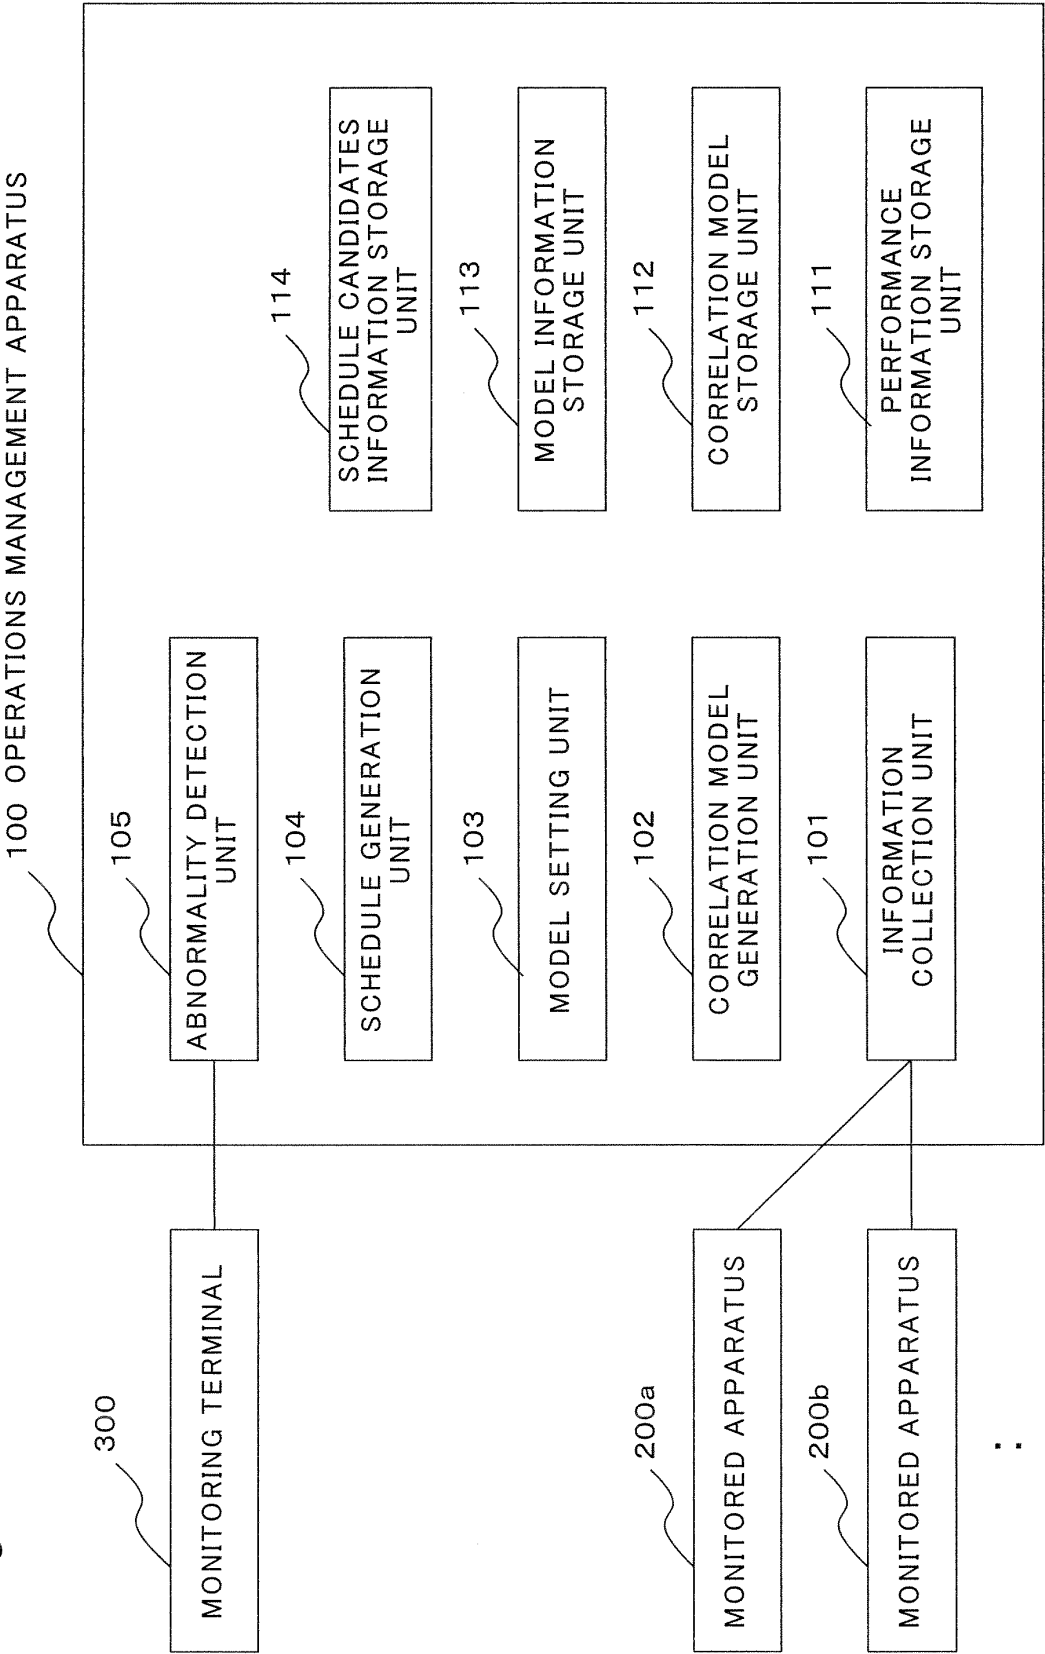 100 OPERATIONS MANAGEMENT APPARATUS
300
MONITORING TERMINAL
105
ABNORMALITY DETECTION
UNIT
104
SCHEDULE GENERATION
UNIT
114
SCHEDULE CANDIDATES
INFORMATION STORAGE
UNIT
103
MODEL SETTING UNIT
113
MODEL INFORMATION
STORAGE UNIT
200a
MONITORED APPARATUS
102
CORRELATION MODEL
GENERATION UNIT
112
CORRELATION MODEL
STORAGE UNIT
200b
MONITORED APPARATUS
101
INFORMATION
COLLECTION UNIT
111
PERFORMANCE
INFORMATION STORAGE
UNIT
: